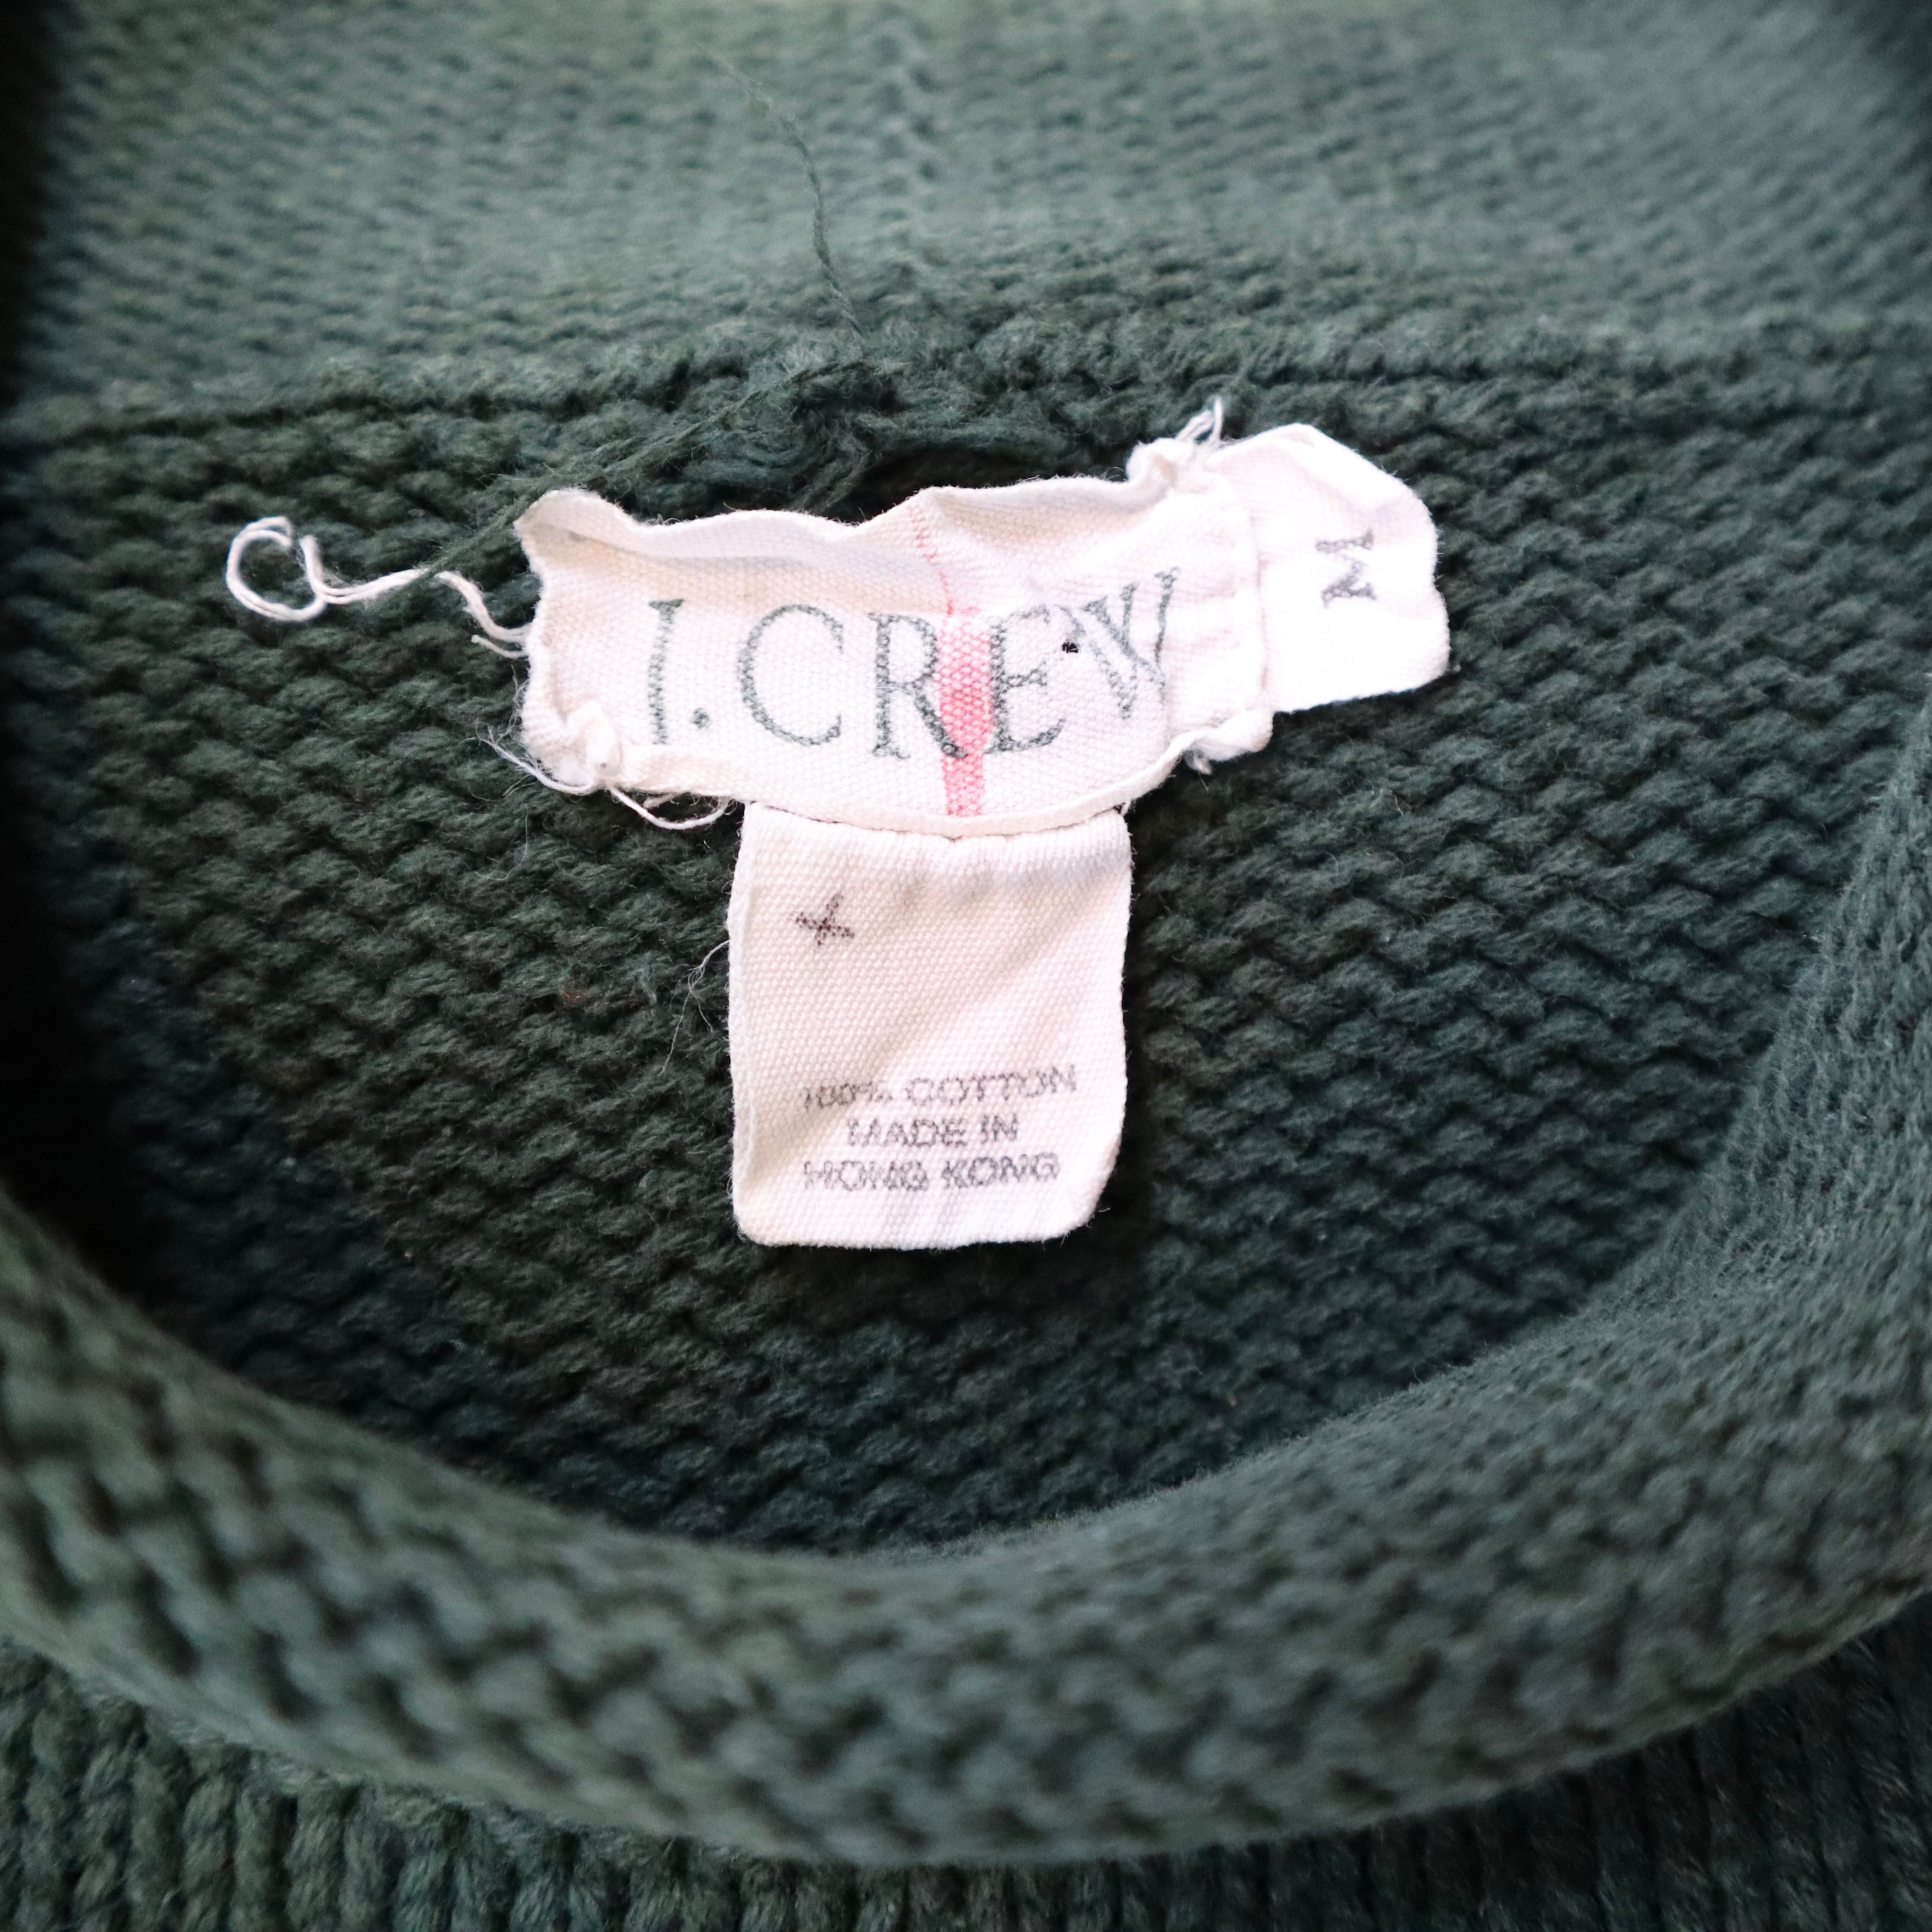 J.CREW
M
100% COTTON
MADE IN
HONG KONG